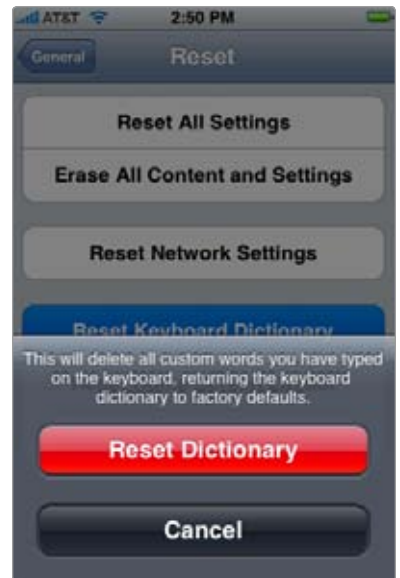 AT&T 2:50 PM
General Reset
Reset All Settings
Erase All Content and Settings
Reset Network Settings
Reset Keyboard Dictionary
This will delete all custom words you have typed
on the keyboard, returning the keyboard
dictionary to factory defaults.
Reset Dictionary
Cancel